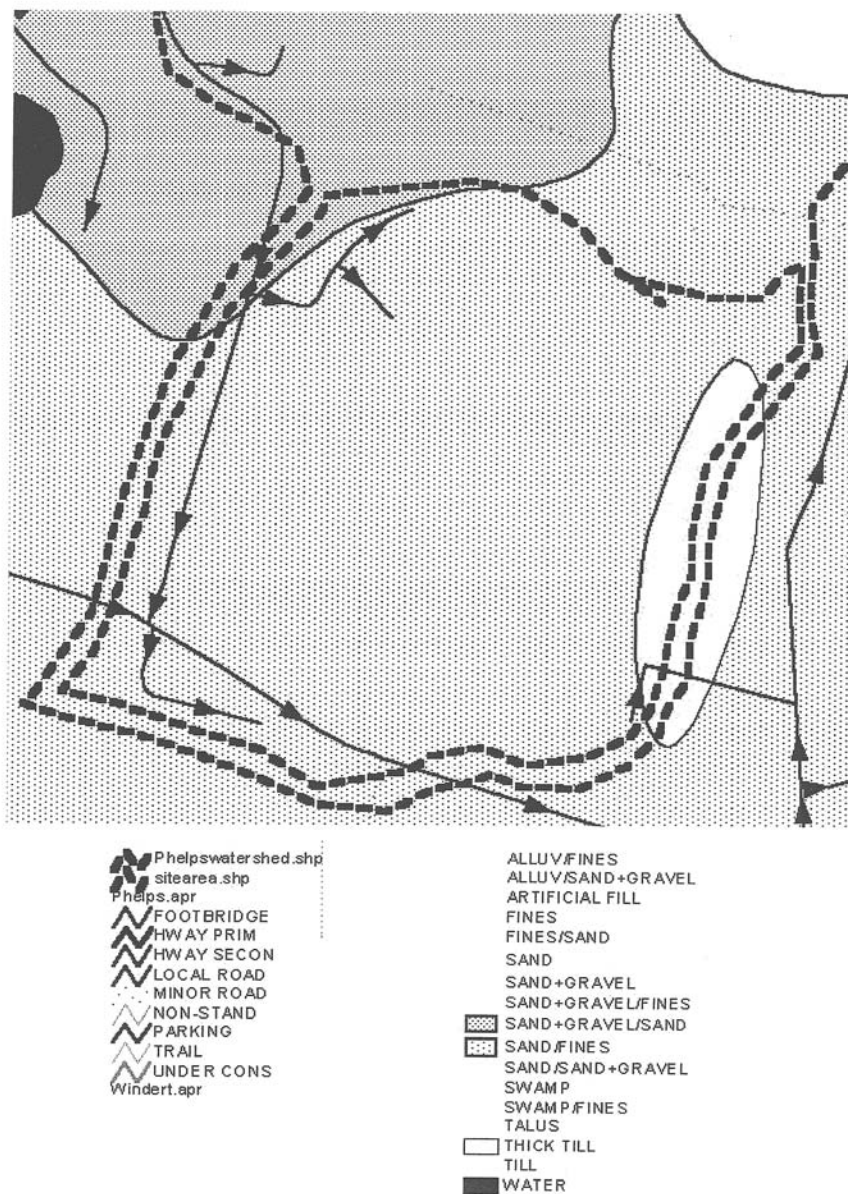 Phelpswatershed.shp
sitearea.shp
Phelps.apr
FOOTBRIDGE
HWAY PRIM
HWAY SECON
LOCAL ROAD
MINOR ROAD
NON-STAND
PARKING
TRAIL
UNDER CONS
Windert.apr
ALLUV/FINES
ALLUV/SAND+GRAVEL
ARTIFICIAL FILL
FINES
FINES/SAND
SAND
SAND+GRAVEL
SAND+GRAVEL/FINES
SAND+GRAVEL/SAND
SAND/FINES
SAND/SAND+GRAVEL
SWAMP
SWAMP/FINES
TALUS
THICK TILL
TILL
WATER